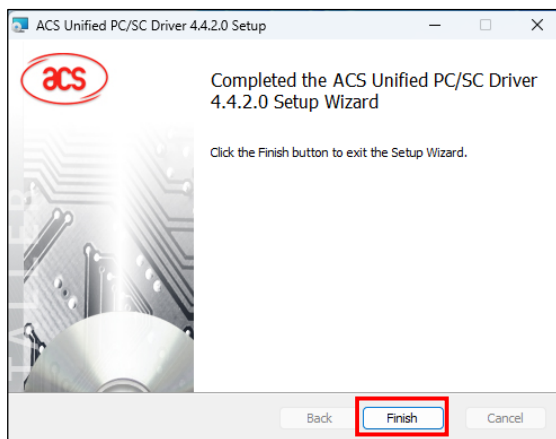 ACS Unified PC/SC Driver 4.4.2.0 Setup
acs
Completed the ACS Unified PC/SC Driver
4.4.2.0 Setup Wizard
Click the Finish button to exit the Setup Wizard.
Back
Finish
Cancel